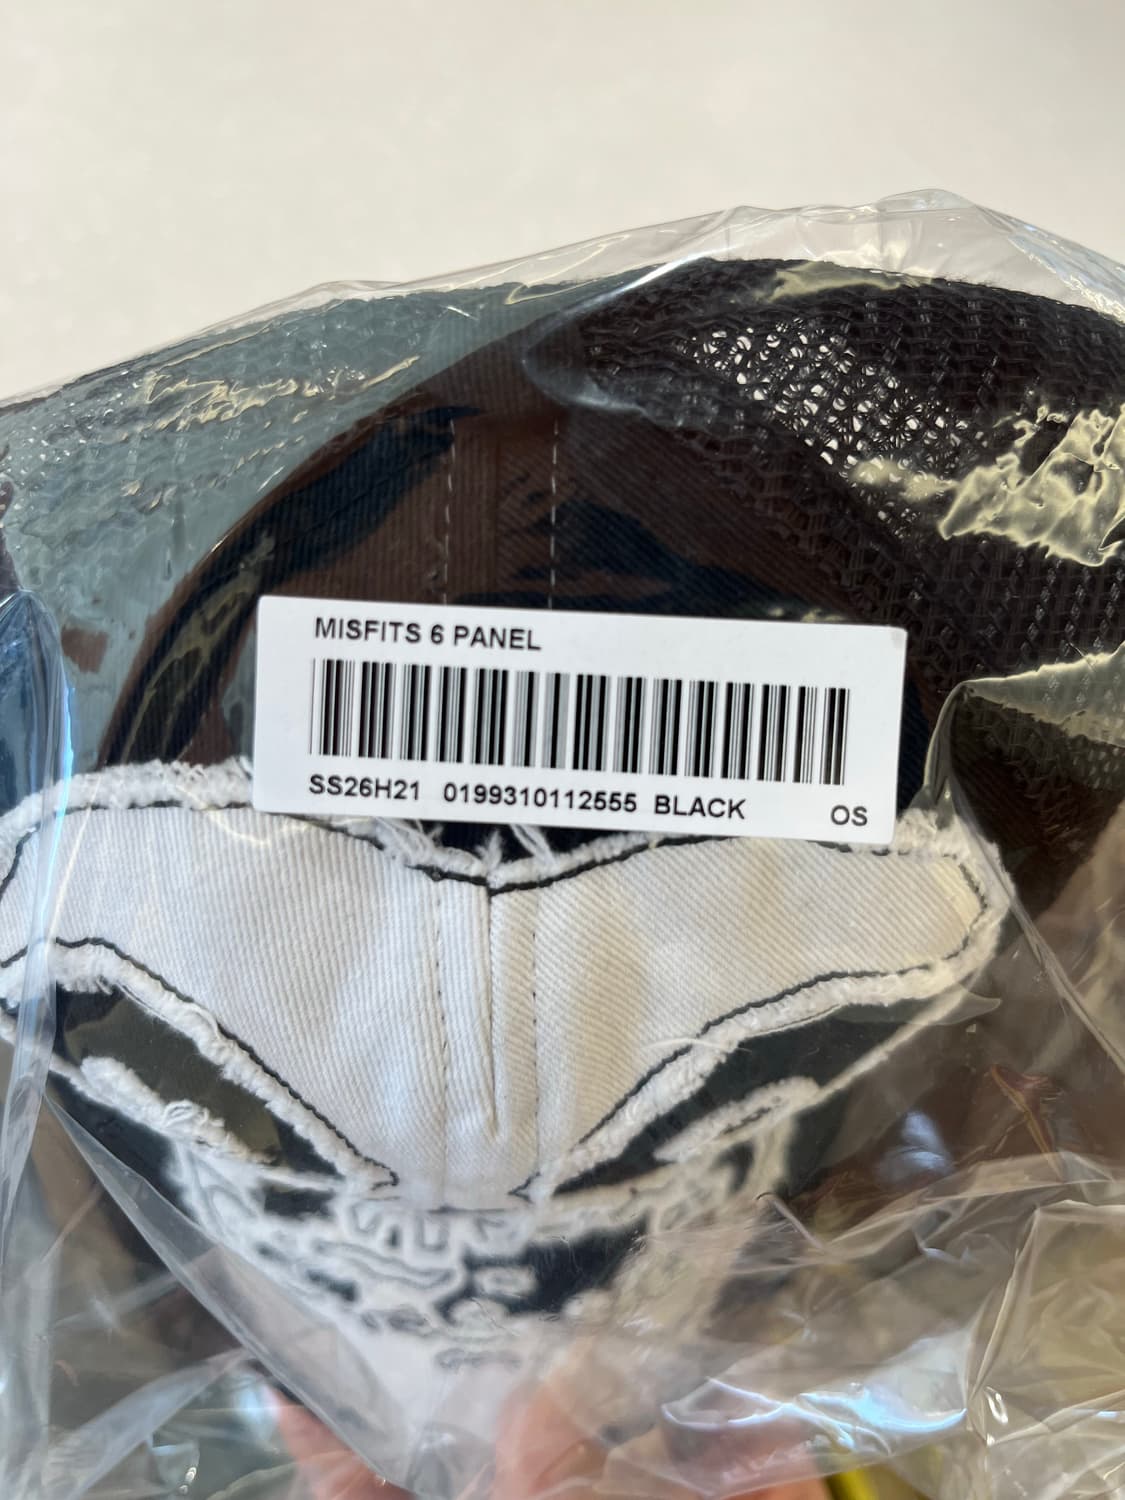 MISFITS 6 PANEL
SS26H21 0199310112555 BLACK OS